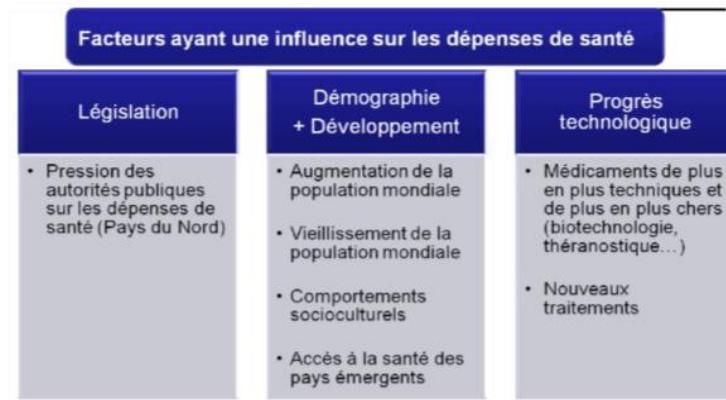 Facteurs ayant une influence sur les dépenses de santé
Législation
• Pression des
autorités publiques
sur les dépenses de
santé (Pays du Nord)
Démographie
+ Développement
• Augmentation de la
population mondiale
• Vieillissement de la
population mondiale
• Comportements
socioculturels
• Accés à la santé des
pays émergents
Progrès
technologique
• Médicaments de plus
en plus techniques et
de plus en plus chers
(biotechnologie,
théranostique…)
• Nouveaux
traitements